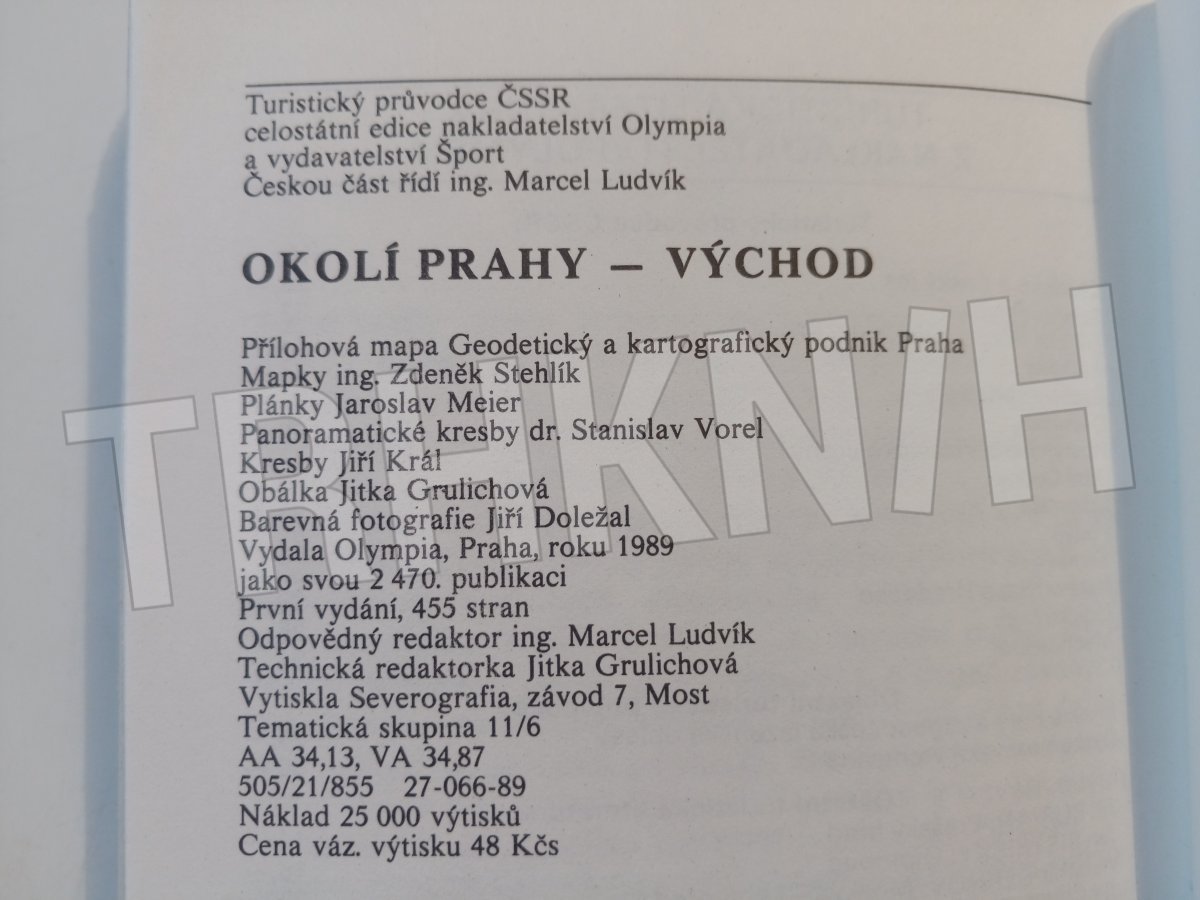 Turistický průvodce ČSSR
celostátní edice nakladatelství Olympia
a vydavatelství Šport
Českou část řídí ing. Marcel Ludvík
OKOLÍ PRAHY — VÝCHOD
Přílohová mapa Geodetický a kartografický podnik Praha
Mapky ing. Zdeněk Stehlík
Plánky Jaroslav Meier
Panoramatické kresby dr. Stanislav Vorel
Kresby Jiří Král
Obálka Jitka Grulichová
Barevná fotografie Jiří Doležal
Vydala Olympia, Praha, roku 1989
jako svou 2 470. publikaci
První vydání, 455 stran
Odpovědný redaktor ing. Marcel Ludvík
Technická redaktorka Jitka Grulichová
Vytiskla Severografia, závod 7, Most
Tematická skupina 11/6
AA 34,13, VA 34,87
505/21/855 27-066-89
Náklad 25 000 výtisků
Cena váz. výtisku 48 Kčs